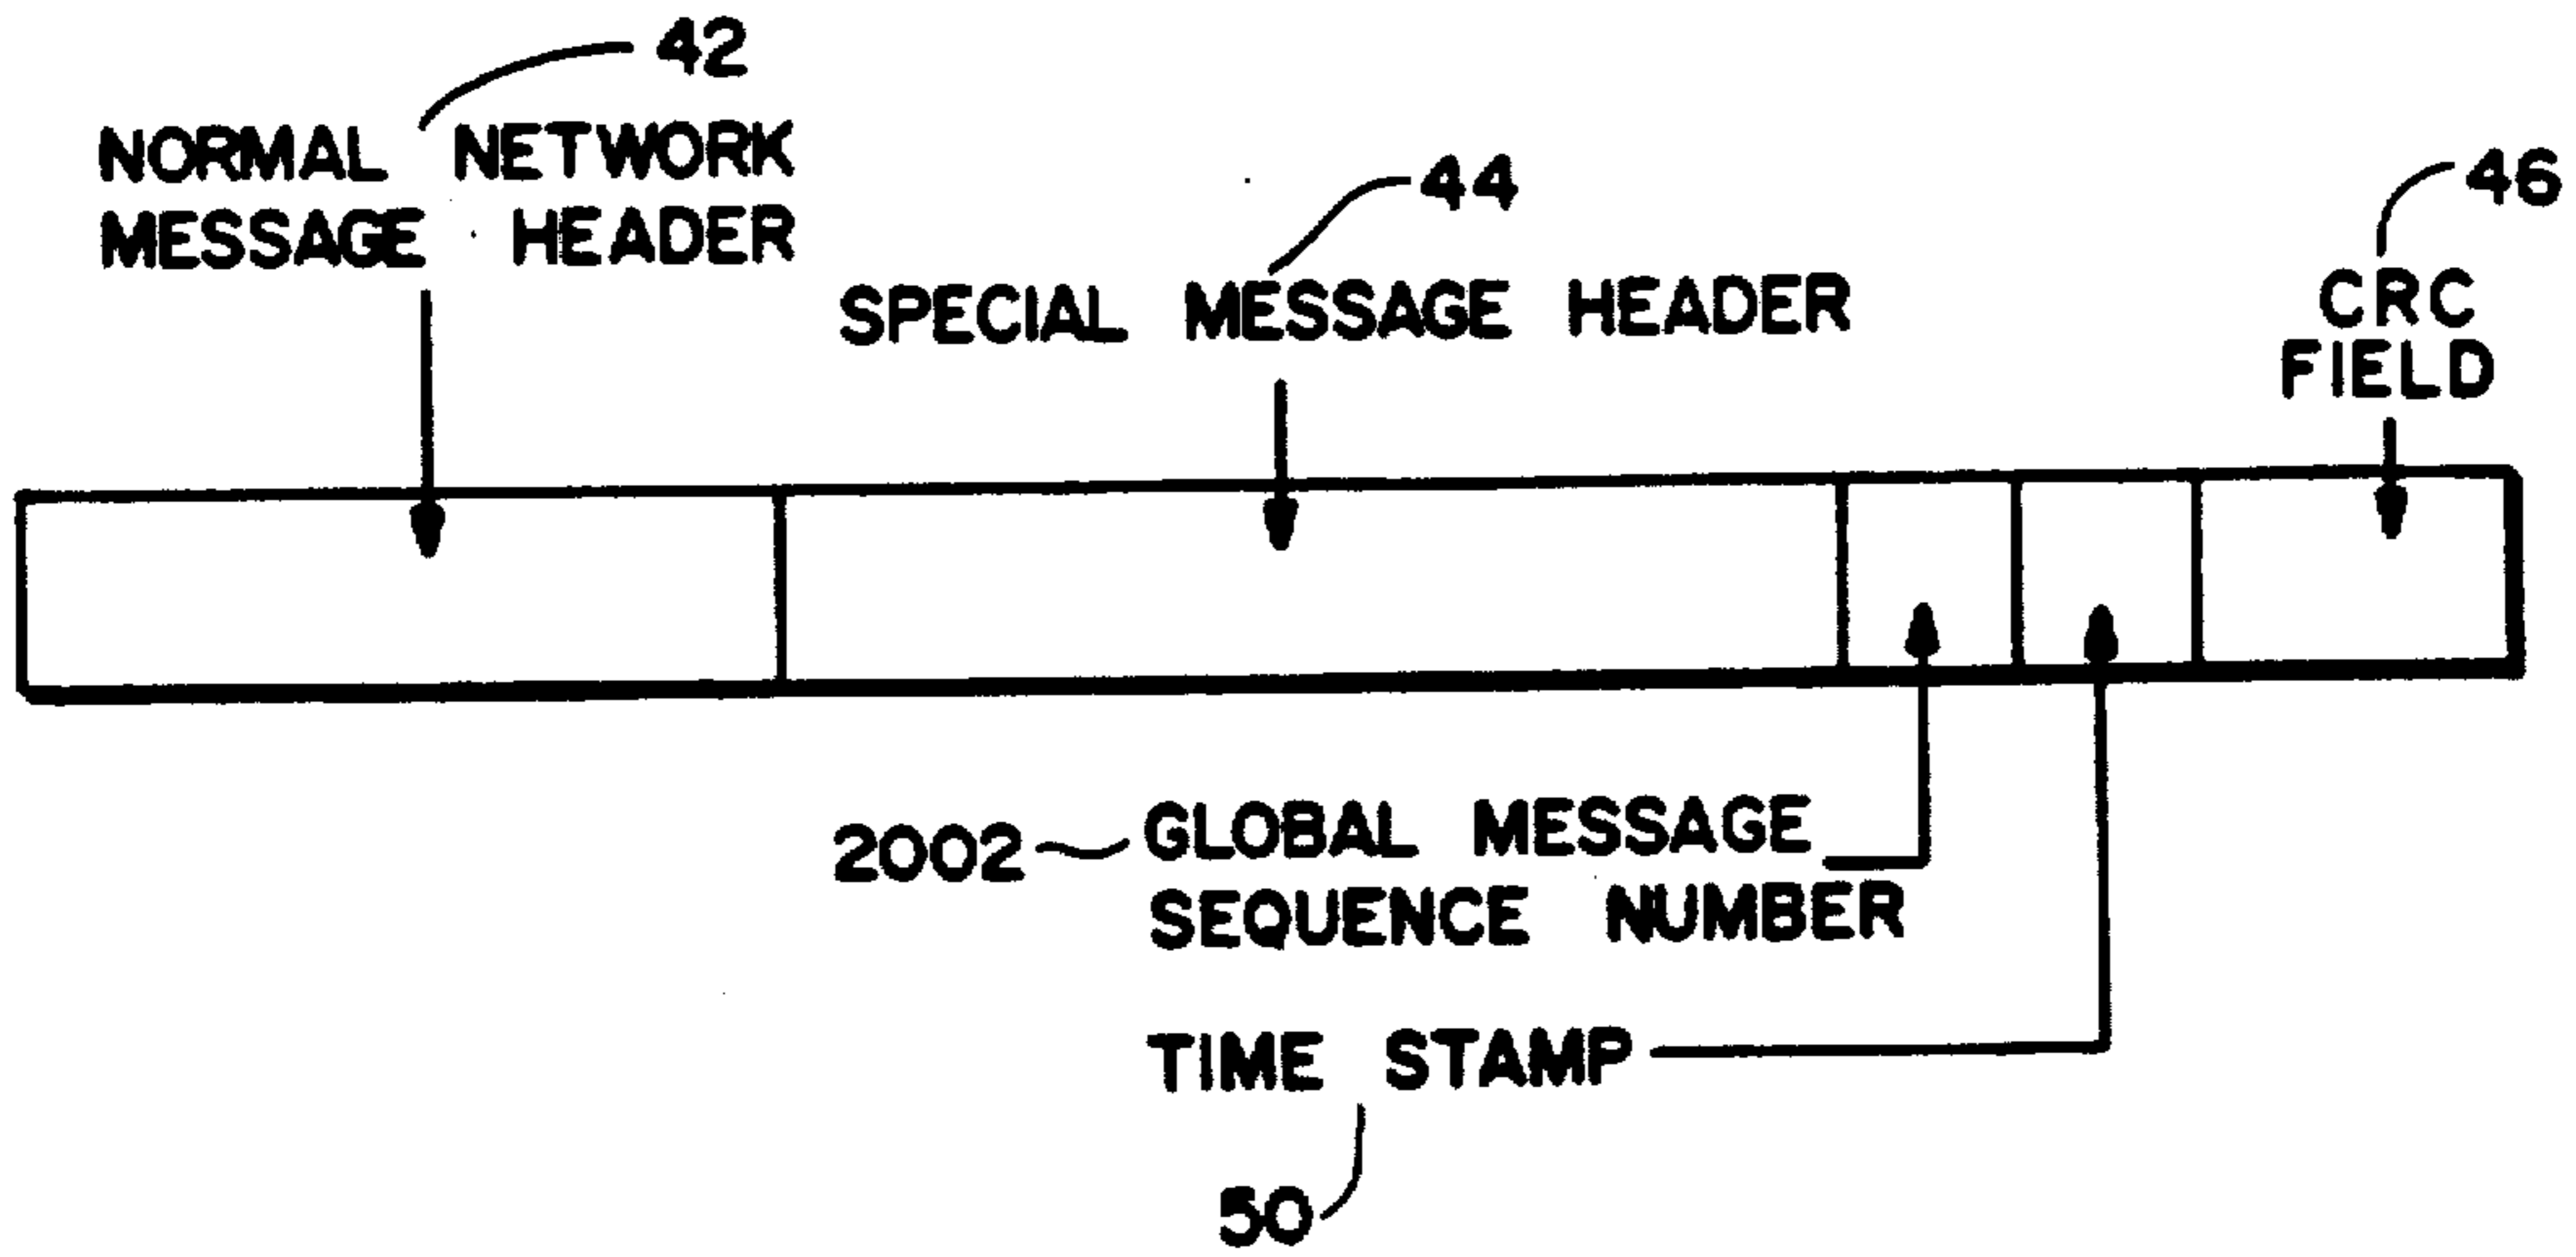 42
NORMAL NETWORK
MESSAGE HEADER
44
SPECIAL MESSAGE HEADER
46
CRC
FIELD
2002 GLOBAL MESSAGE
SEQUENCE NUMBER
TIME STAMP
50